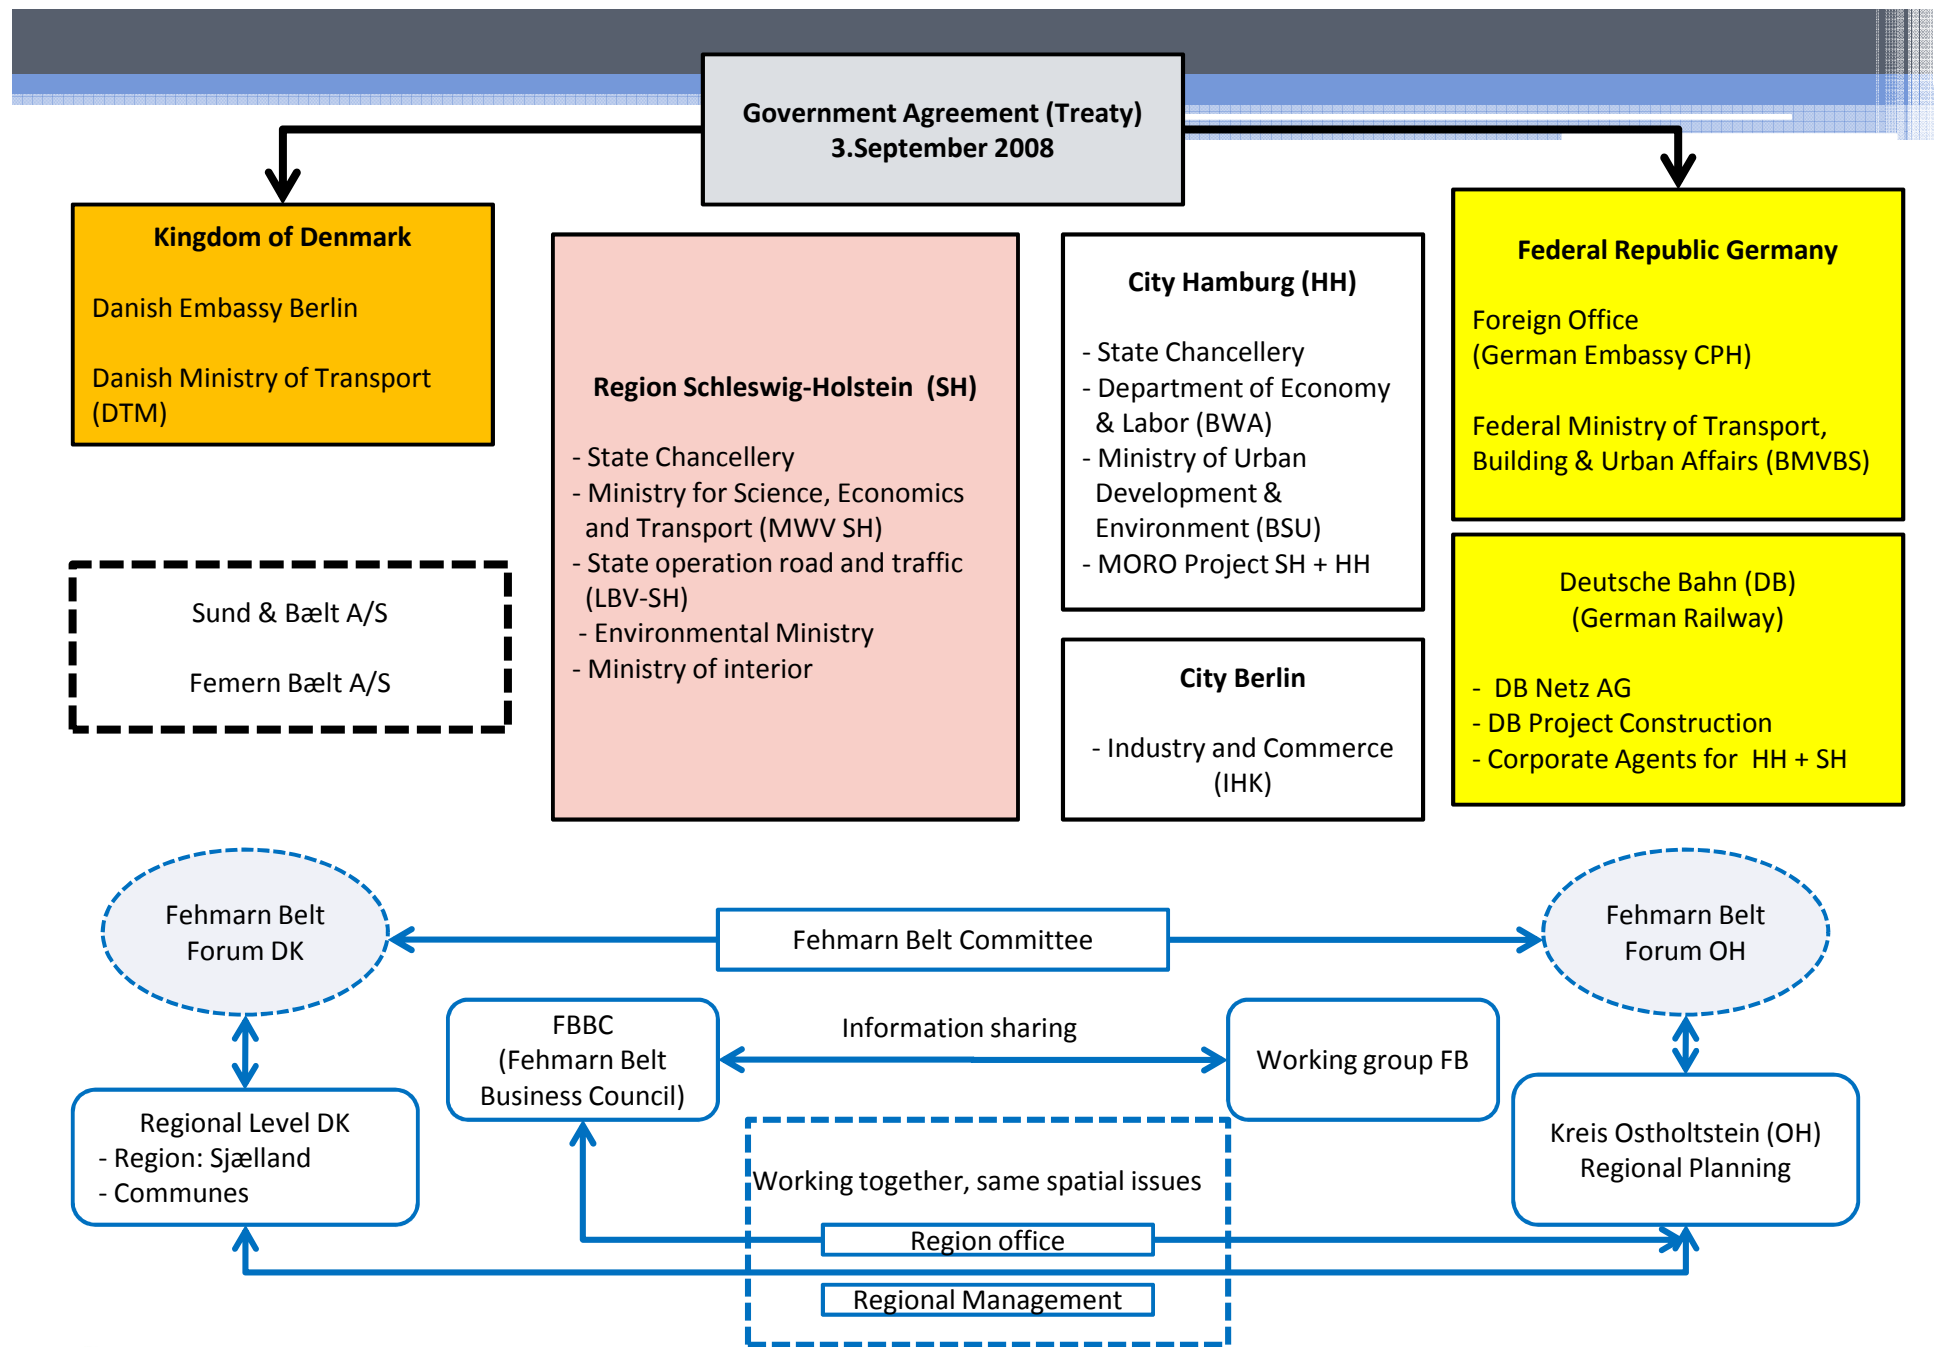 Government Agreement (Treaty)
3.September 2008
Kingdom of Denmark
Danish Embassy Berlin
Danish Ministry of Transport
(DTM)
Sund & Bælt A/S
Femern Bælt A/S
Region Schleswig-Holstein (SH)
- State Chancellery
- Ministry for Science, Economics
and Transport (MWV SH)
- State operation road and traffic
(LBV-SH)
- Environmental Ministry
- Ministry of interior
City Hamburg (HH)
- State Chancellery
- Department of Economy
& Labor (BWA)
- Ministry of Urban
Development &
Environment (BSU)
- MORO Project SH + HH
City Berlin
- Industry and Commerce
(IHK)
Federal Republic Germany
Foreign Office
(German Embassy CPH)
Federal Ministry of Transport,
Building & Urban Affairs (BMVBS)
Deutsche Bahn (DB)
(German Railway)
- DB Netz AG
- DB Project Construction
- Corporate Agents for HH + SH
Fehmarn Belt
Forum DK
Fehmarn Belt Committee
Fehmarn Belt
Forum OH
FBBC
(Fehmarn Belt
Business Council)
Information sharing
Working group FB
Regional Level DK
- Region: Sjælland
- Communes
Working together, same spatial issues
Region office
Regional Management
Kreis Ostholtstein (OH)
Regional Planning